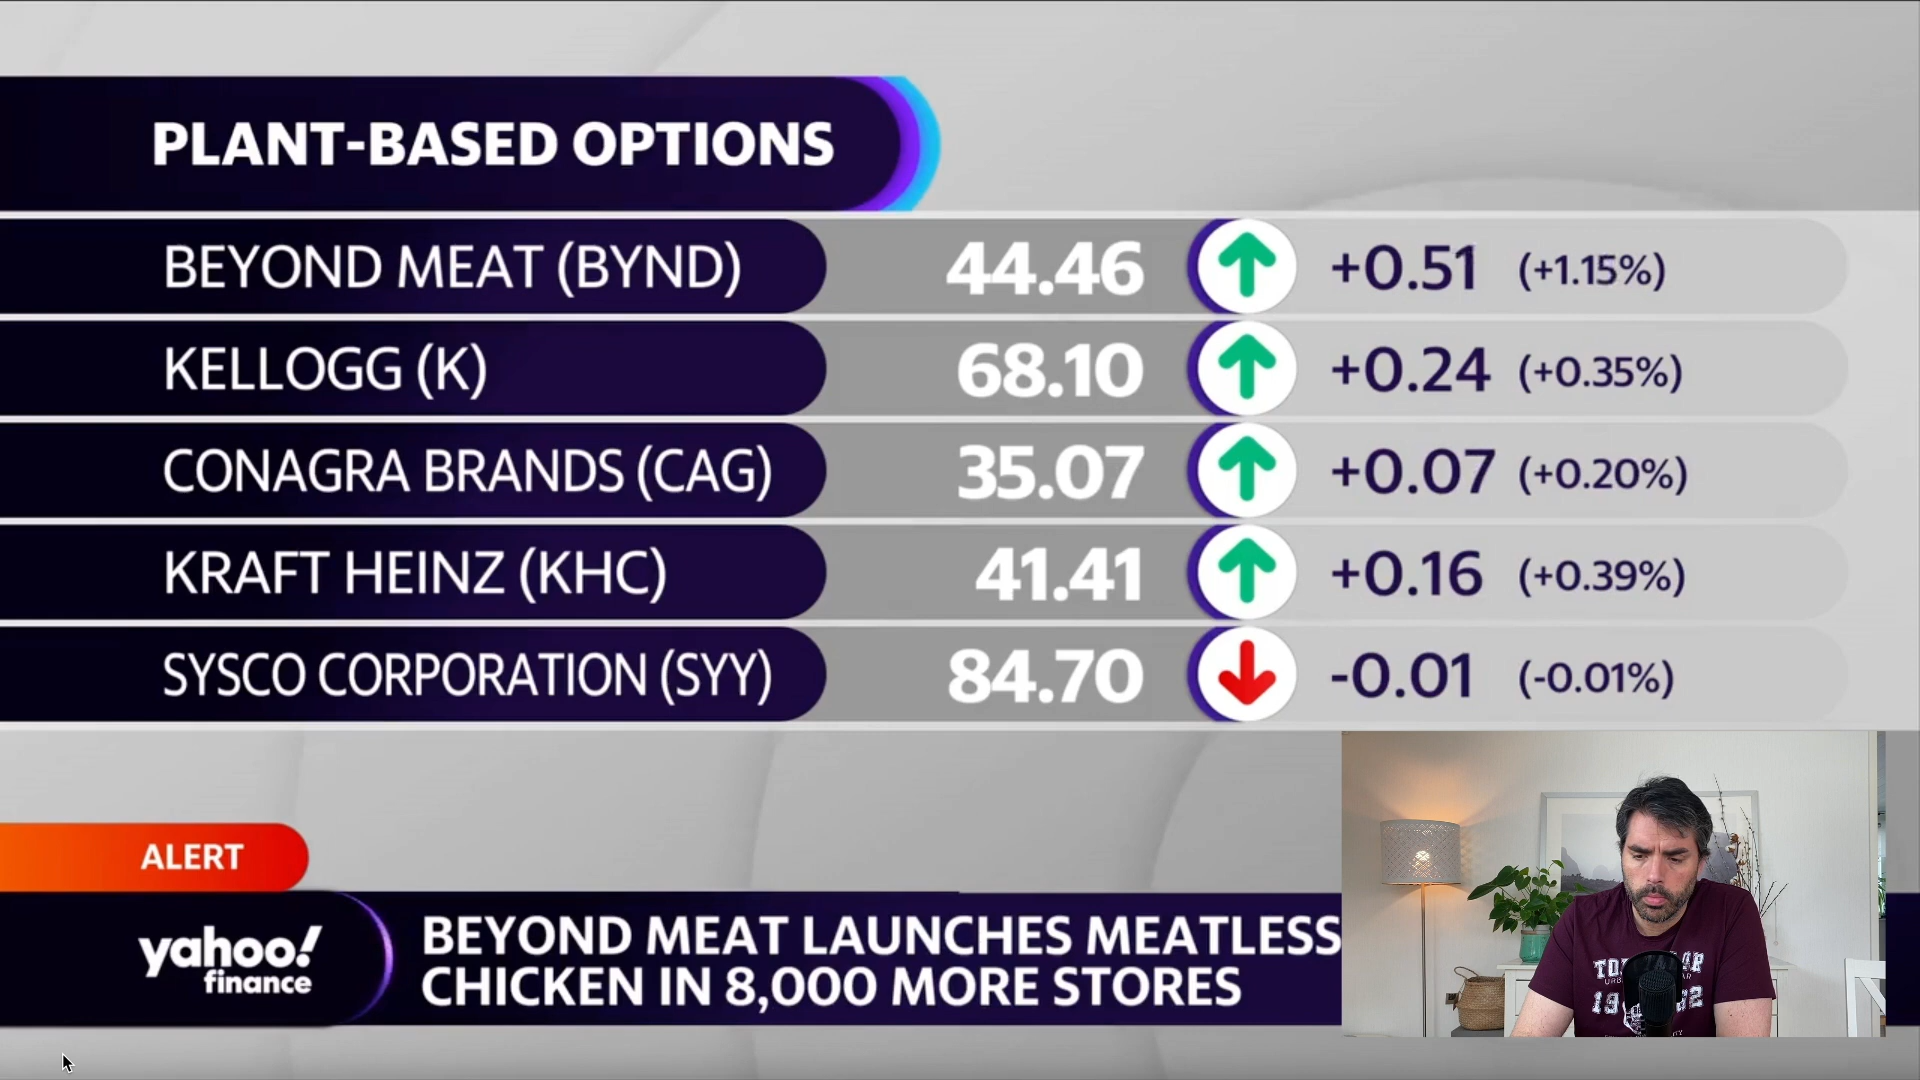 PLANT-BASED OPTIONS
BEYOND MEAT (BYND) 44.46 +0.51 (+1.15%)
KELLOGG (K) 68.10 +0.24 (+0.35%)
CONAGRA BRANDS (CAG) 35.07 +0.07 (+0.20%)
KRAFT HEINZ (KHC) 41.41 +0.16 (+0.39%)
SYSCO CORPORATION (SYY) 84.70 -0.01 (-0.01%)
ALERT
yahoo!
finance
BEYOND MEAT LAUNCHES MEATLESS
CHICKEN IN 8,000 MORE STORES